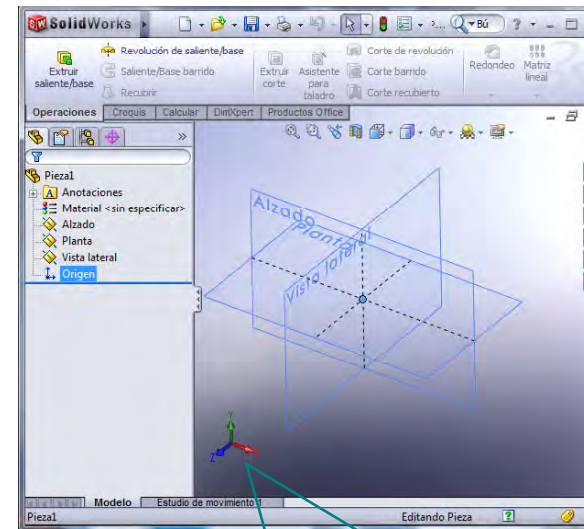 SolidWorks
Bú
Extruir saliente/base
Revolución de saliente/base
Saliente/Base barrido
Recubrir
Extruir corte
Asistente para taladro
Corte de revolución
Corte barrido
Corte recubierto
Redondeo
Matriz lineal
Operaciones Croquis Calcular DimXpert Productos Office
Pieza1
Anotaciones
Material <sin especificar>
Alzado
Planta
Vista lateral
Origen
Alzado
Planta
Vista lateral
Y
Z
Modelo Estudio de movimiento 1
Pieza1 Editando Pieza